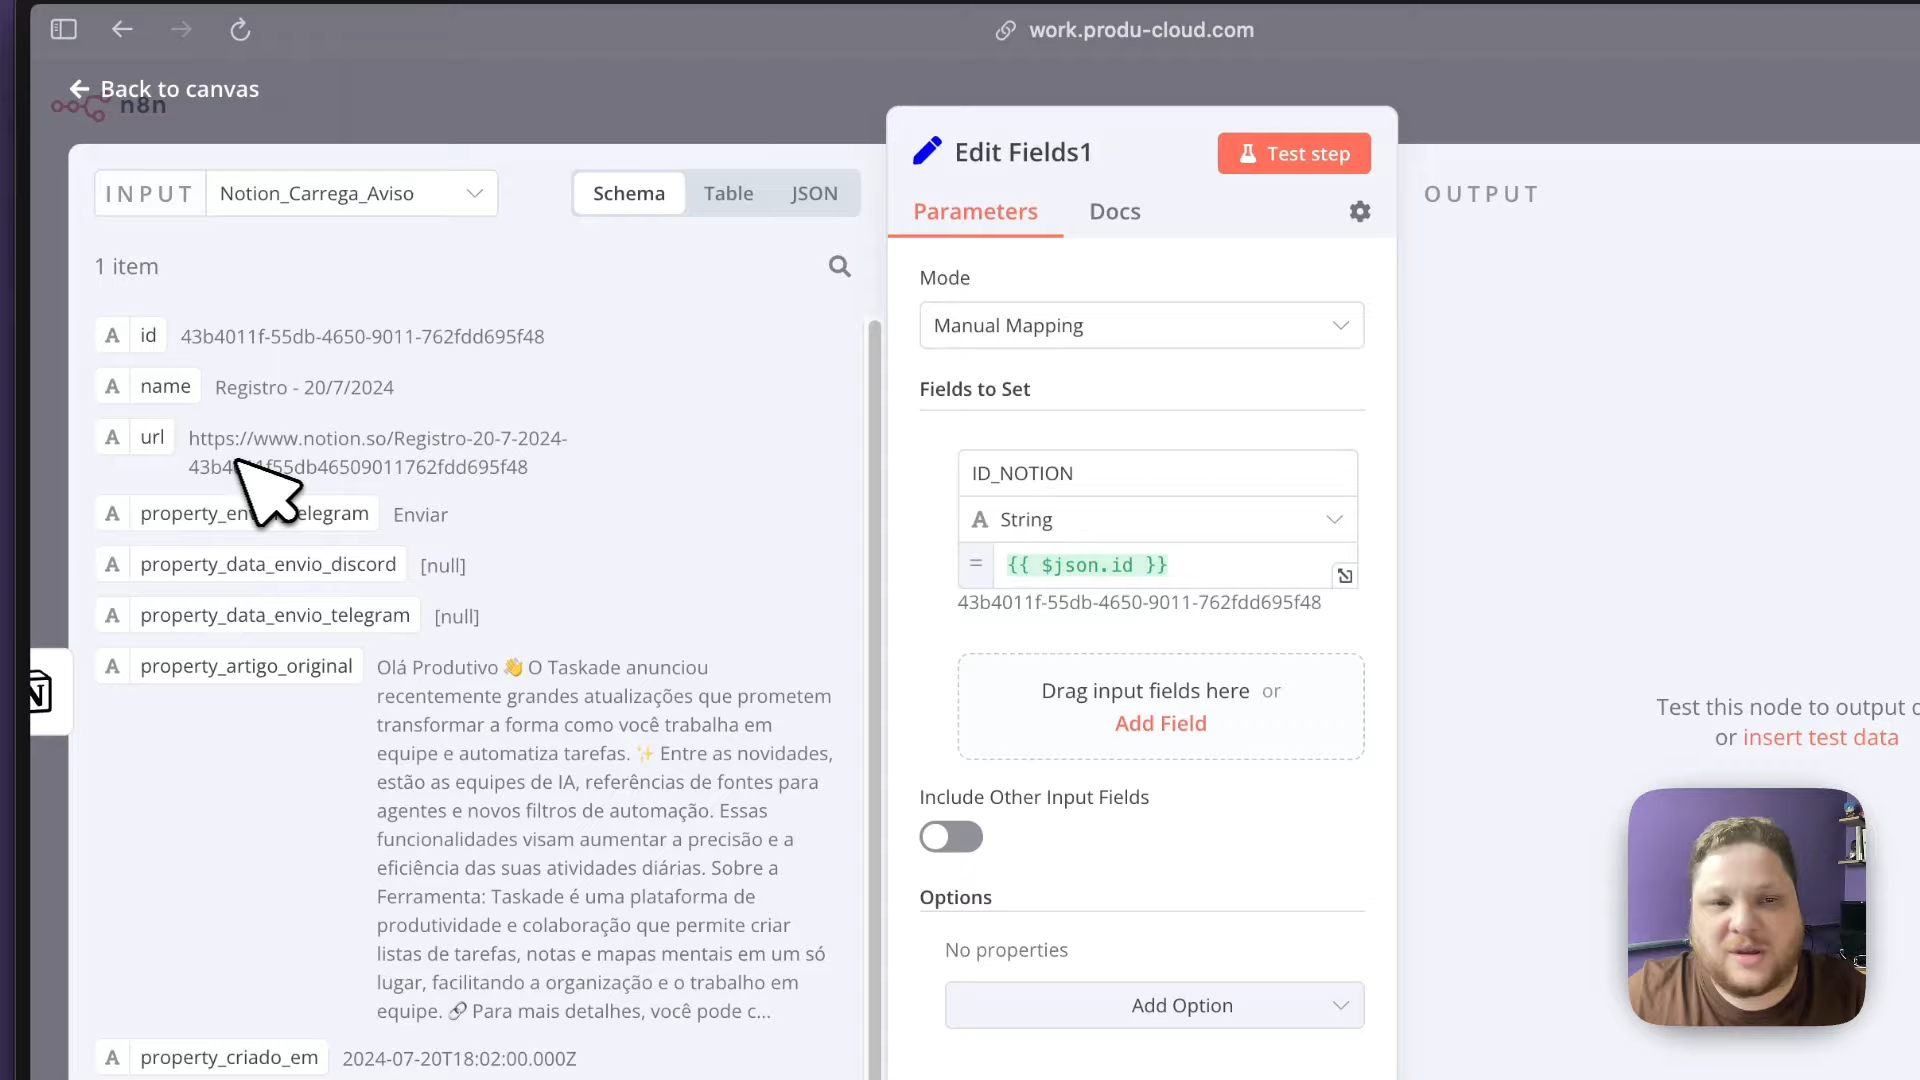 work.produ-cloud.com
Back to canvas
n8n
INPUT
Notion_Carrega_Aviso
Schema
Table
JSON
1 item
A id 43b4011f-55db-4650-9011-762fdd695f48
A name Registro - 20/7/2024
A url https://www.notion.so/Registro-20-7-2024-
f55db46509011762fdd695f48
A Enviar
A property_data_envio_discord [null]
A property_data_envio_telegram [null]
A property_artigo_original Olá Produtivo 👋 O Taskade anunciou
recentemente grandes atualizações que prometem
transformar a forma como você trabalha em
equipe e automatiza tarefas. ✨ Entre as novidades,
estão as equipes de IA, referências de fontes para
agentes e novos filtros de automação. Essas
funcionalidades visam aumentar a precisão e a
eficiência das suas atividades diárias. Sobre a
Ferramenta: Taskade é uma plataforma de
produtividade e colaboração que permite criar
listas de tarefas, notas e mapas mentais em um só
lugar, facilitando a organização e o trabalho em
equipe. 🔗 Para mais detalhes, você pode c...
A property_criado_em 2024-07-20T18:02:00.000Z
Edit Fields1
Test step
Parameters
Docs
Mode
Manual Mapping
Fields to Set
ID_NOTION
A String
= {{ $json.id }}
43b4011f-55db-4650-9011-762fdd695f48
Drag input fields here or
Add Field
Include Other Input Fields
Options
No properties
Add Option
OUTPUT
Test this node to output
or insert test data